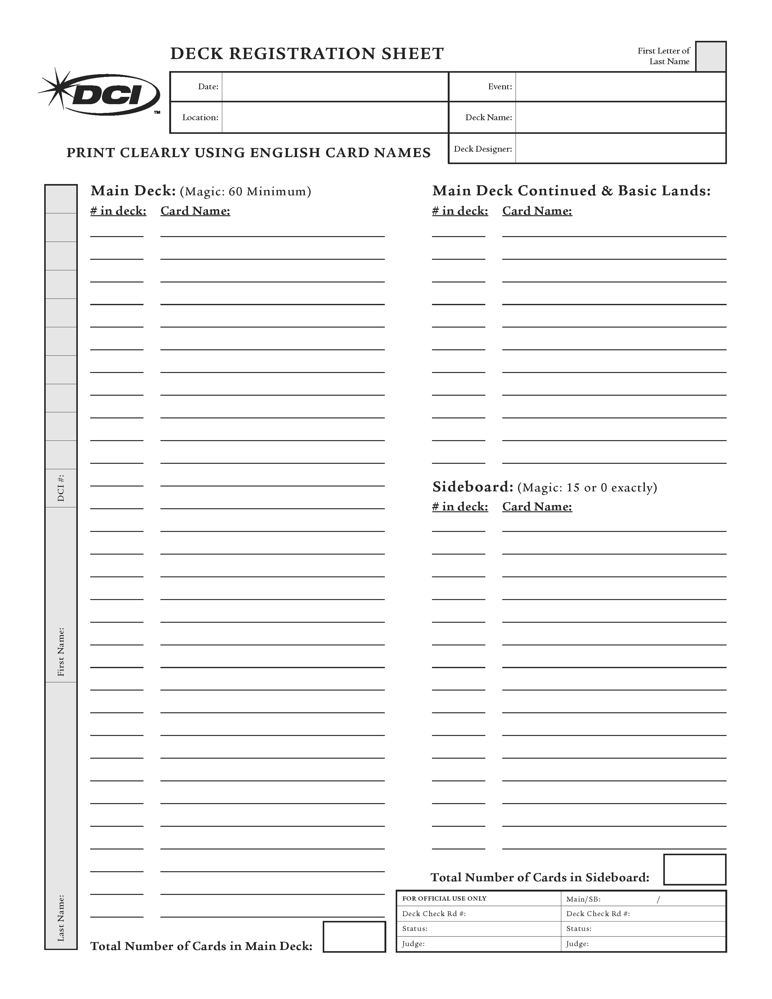 DECK REGISTRATION SHEET
First Letter of
Last Name
DCI
™
Date:
Event:
Location:
Deck Name:
Deck Designer:
PRINT CLEARLY USING ENGLISH CARD NAMES
Main Deck: (Magic: 60 Minimum)
# in deck: Card Name:
Main Deck Continued & Basic Lands:
# in deck: Card Name:
Sideboard: (Magic: 15 or 0 exactly)
# in deck: Card Name:
DCI #:
First Name:
Last Name:
Total Number of Cards in Main Deck:
Total Number of Cards in Sideboard:
FOR OFFICIAL USE ONLY
Main/SB: /
Deck Check Rd #:
Deck Check Rd #:
Status:
Status:
Judge:
Judge: